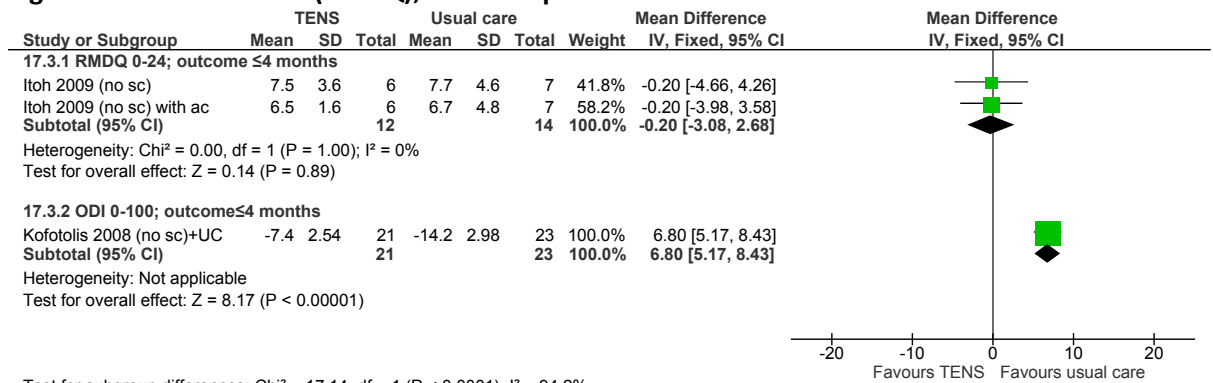 TENS Usual care Mean Difference Mean Difference
Study or Subgroup Mean SD Total Mean SD Total Weight IV, Fixed, 95% CI IV, Fixed, 95% CI
17.3.1 RMDQ 0-24; outcome ≤4 months
Itoh 2009 (no sc) 7.5 3.6 6 7.7 4.6 7 41.8% -0.20 [-4.66, 4.26]
Itoh 2009 (no sc) with ac 6.5 1.6 6 6.7 4.8 7 58.2% -0.20 [-3.98, 3.58]
Subtotal (95% CI) 12 14 100.0% -0.20 [-3.08, 2.68]
Heterogeneity: Chi² = 0.00, df = 1 (P = 1.00); I² = 0%
Test for overall effect: Z = 0.14 (P = 0.89)
17.3.2 ODI 0-100; outcome≤4 months
Kofotolis 2008 (no sc)+UC -7.4 2.54 21 -14.2 2.98 23 100.0% 6.80 [5.17, 8.43]
Subtotal (95% CI) 21 23 100.0% 6.80 [5.17, 8.43]
Heterogeneity: Not applicable
Test for overall effect: Z = 8.17 (P < 0.00001)
-20 -10 0 10 20
Favours TENS Favours usual care